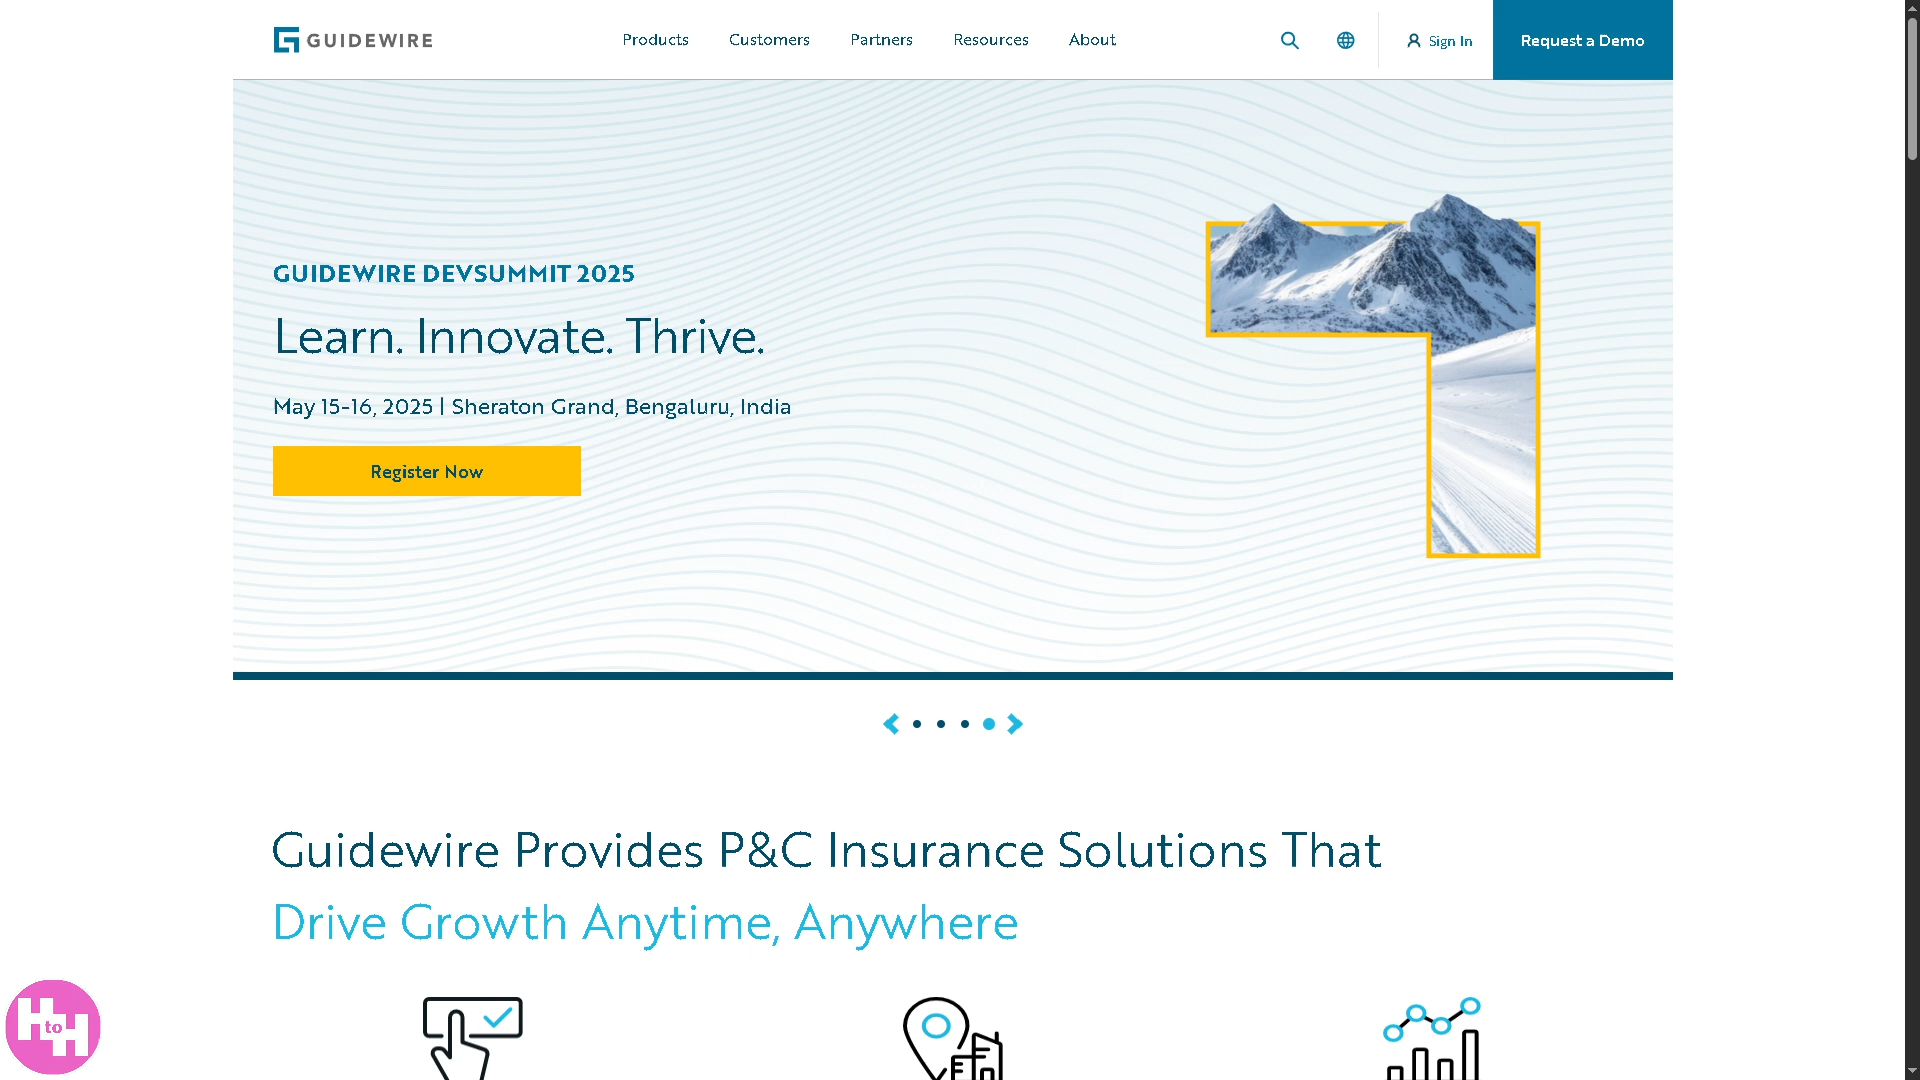 GUIDEWIRE
Products
Customers
Partners
Resources
About
Sign In
Request a Demo
GUIDEWIRE DEVSUMMIT 2025
Learn. Innovate. Thrive.
May 15-16, 2025 | Sheraton Grand, Bengaluru, India
Register Now
Guidewire Provides P&C Insurance Solutions That
Drive Growth Anytime, Anywhere
H to H